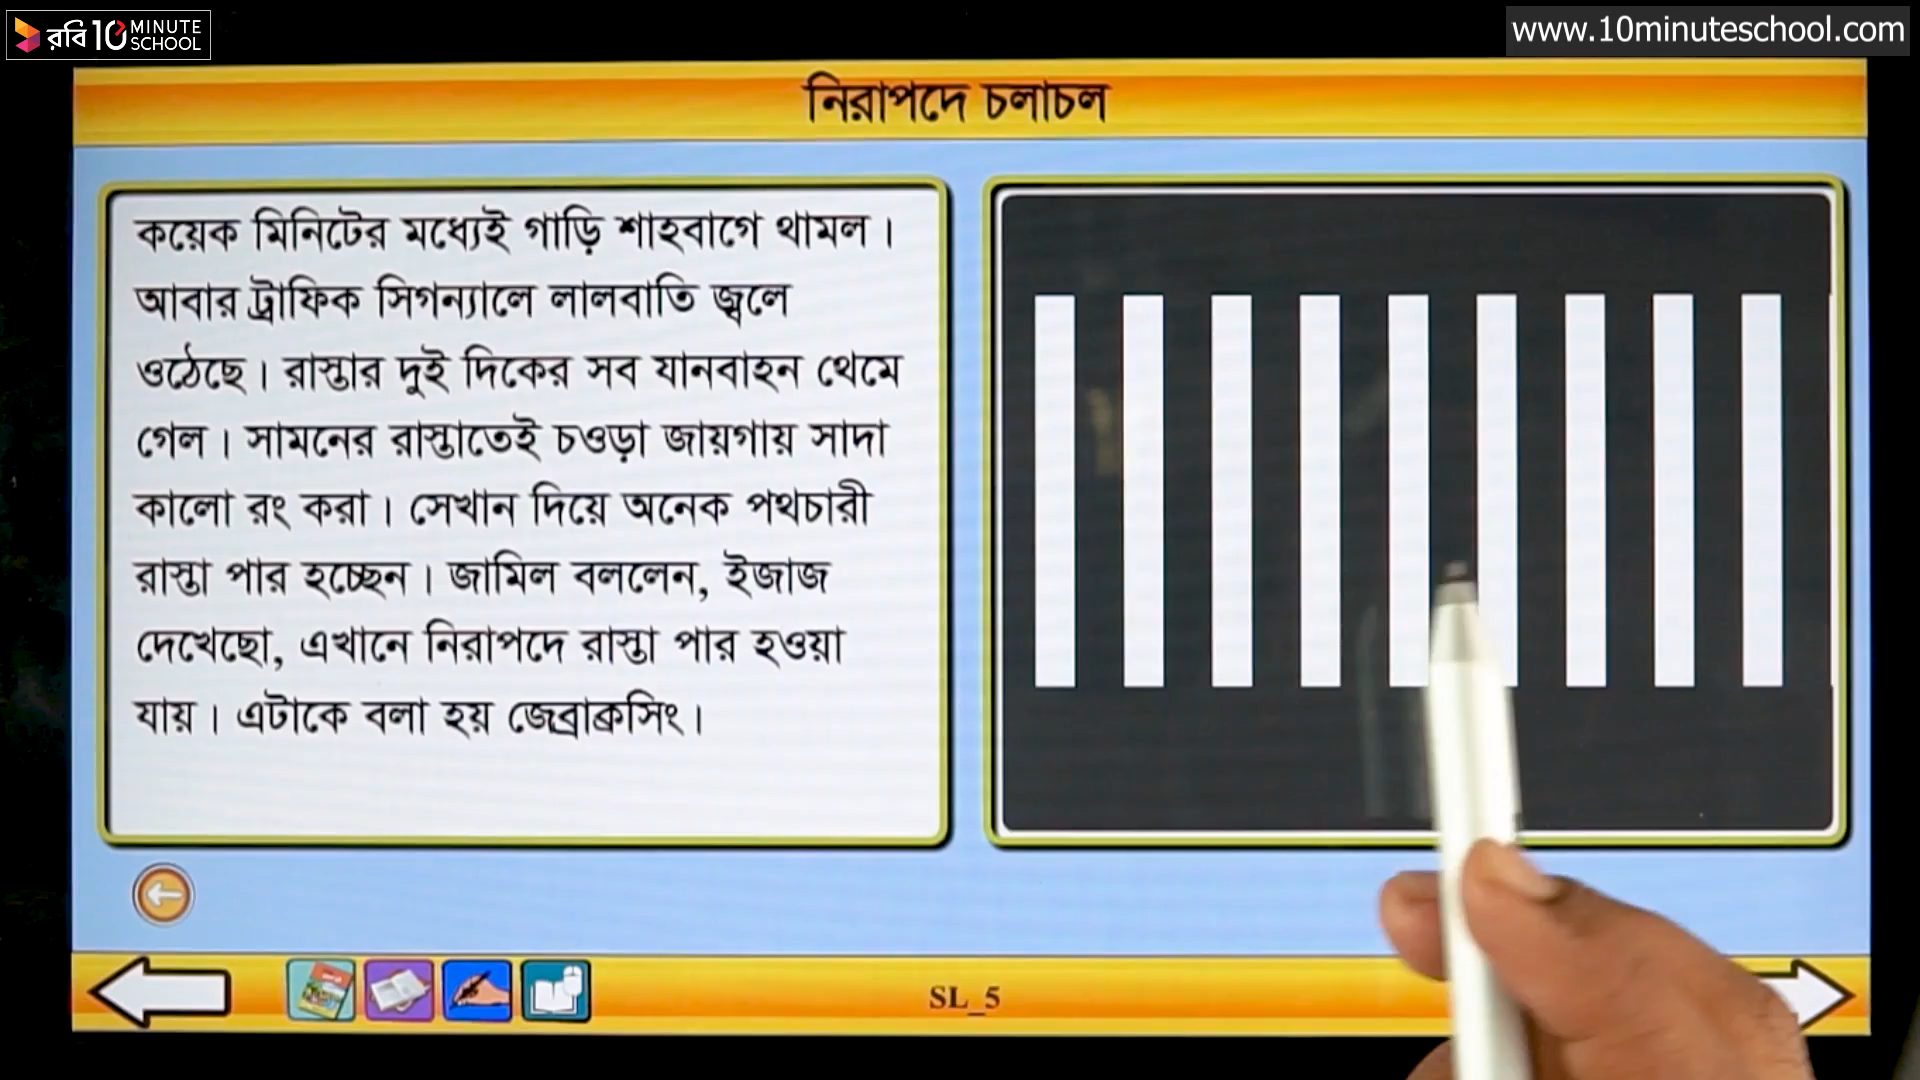 রবি 10 MINUTE SCHOOL
www.10minuteschool.com
নিরাপদে চলাচল
কয়েক মিনিটের মধ্যেই গাড়ি শাহবাগে থামল।
আবার ট্রাফিক সিগন্যালে লালবাতি জ্বলে
ওঠেছে। রাস্তার দুই দিকের সব যানবাহন থেমে
গেল। সামনের রাস্তাতেই চওড়া জায়গায় সাদা
কালো রং করা। সেখান দিয়ে অনেক পথচারী
রাস্তা পার হচ্ছেন। জামিল বললেন, ইজাজ
দেখেছো, এখানে নিরাপদে রাস্তা পার হওয়া
যায়। এটাকে বলা হয় জেব্রাক্রসিং।
SL_5